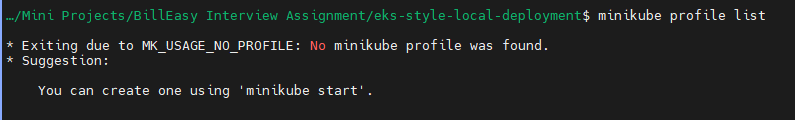 …/Mini Projects/BillEasy Interview Assignment/eks-style-local-deployment$ minikube profile list
* Exiting due to MK_USAGE_NO_PROFILE: No minikube profile was found.
* Suggestion:
You can create one using 'minikube start'.